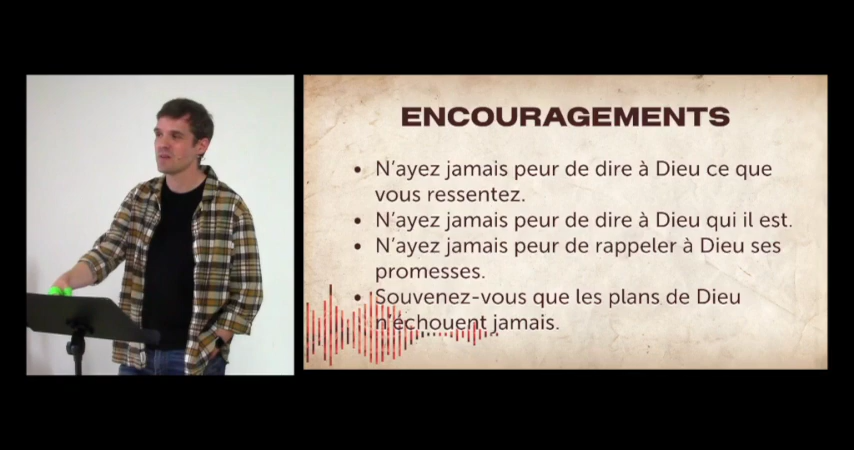 ENCOURAGEMENTS
• N'ayez jamais peur de dire à Dieu ce que
vous ressentez.
• N'ayez jamais peur de dire à Dieu qui il est.
• N'ayez jamais peur de rappeler à Dieu ses
promesses.
• Souvenez-vous que les plans de Dieu
n'échouent jamais.